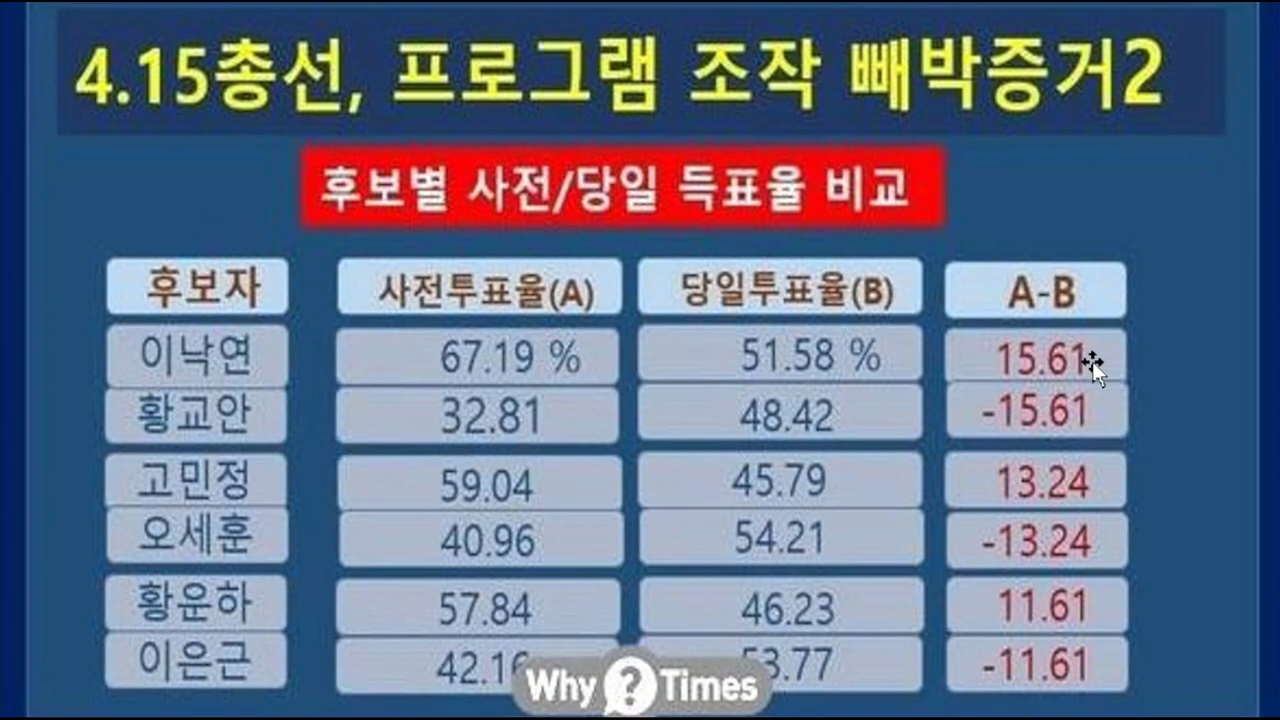 4.15총선, 프로그램 조작 빼박증거2
후보별 사전/당일 득표율 비교
후보자 사전투표율(A) 당일투표율(B) A-B
이낙연 67.19 % 51.58 % 15.61
황교안 32.81 48.42 -15.61
고민정 59.04 45.79 13.24
오세훈 40.96 54.21 -13.24
황운하 57.84 46.23 11.61
이은근 42.16 53.77 -11.61
Why ? Times